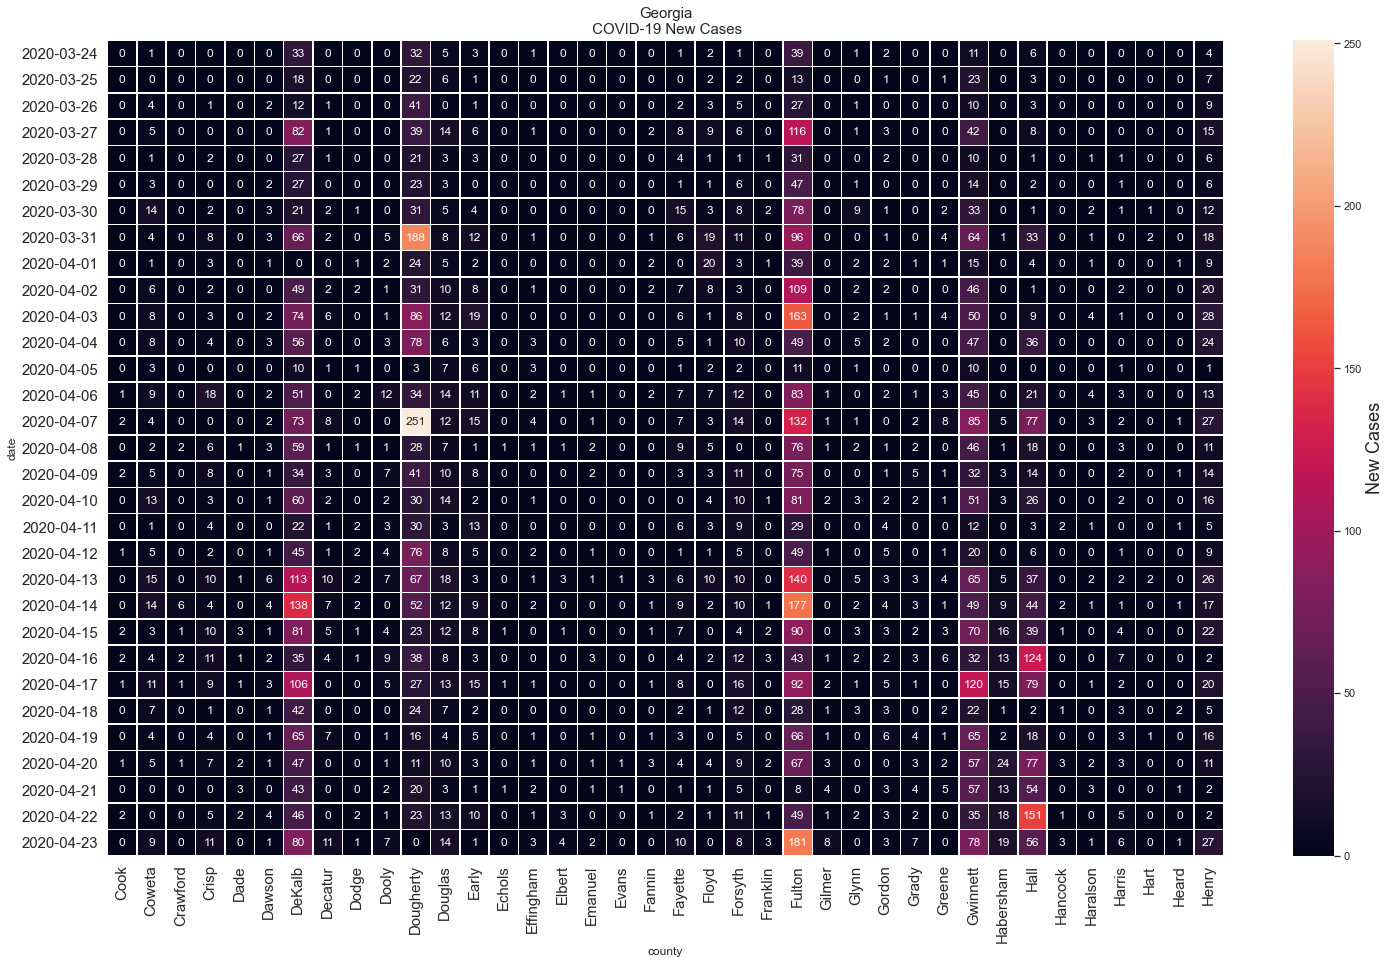 Georgia
COVID-19 New Cases
2020-03-24 0 1 0 0 0 0 33 0 0 0 32 5 3 0 1 0 0 0 0 1 2 1 0 39 0 1 2 0 0 11 0 6 0 0 0 0 0 4
2020-03-25 0 0 0 0 0 0 18 0 0 0 22 6 1 0 0 0 0 0 0 0 2 2 0 13 0 0 1 0 1 23 0 3 0 0 0 0 0 7
2020-03-26 0 4 0 1 0 2 12 1 0 0 41 0 1 0 0 0 0 0 0 2 3 5 0 27 0 1 0 0 0 10 0 3 0 0 0 0 0 9
2020-03-27 0 5 0 0 0 0 82 1 0 0 39 14 6 0 1 0 0 0 2 8 9 6 0 116 0 1 3 0 0 42 0 8 0 0 0 0 0 15
2020-03-28 0 1 0 2 0 0 27 1 0 0 21 3 3 0 0 0 0 0 0 4 1 1 1 31 0 0 2 0 0 10 0 1 0 1 1 0 0 6
2020-03-29 0 3 0 0 0 2 27 0 0 0 23 3 0 0 0 0 0 0 0 1 1 6 0 47 0 1 0 0 0 14 0 2 0 0 1 0 0 6
2020-03-30 0 14 0 2 0 3 21 2 1 0 31 5 4 0 0 0 0 0 0 15 3 8 2 78 0 9 1 0 2 33 0 1 0 2 1 1 0 12
2020-03-31 0 4 0 8 0 3 66 2 0 5 188 8 12 0 1 0 0 0 1 6 19 11 0 96 0 0 1 0 4 64 1 33 0 1 0 2 0 18
2020-04-01 0 1 0 3 0 1 0 0 1 2 24 5 2 0 0 0 0 0 2 0 20 3 1 39 0 2 2 1 1 15 0 4 0 1 0 0 1 9
2020-04-02 0 6 0 2 0 0 49 2 2 1 31 10 8 0 1 0 0 0 2 7 8 3 0 109 0 2 2 0 0 46 0 1 0 0 2 0 0 20
2020-04-03 0 8 0 3 0 2 74 6 0 1 86 12 19 0 0 0 0 0 0 6 1 8 0 163 0 2 1 1 4 50 0 9 0 4 1 0 0 28
2020-04-04 0 8 0 4 0 3 56 0 0 3 78 6 3 0 3 0 0 0 0 5 1 10 0 49 0 5 2 0 0 47 0 36 0 0 0 0 0 24
2020-04-05 0 3 0 0 0 0 10 1 1 0 3 7 6 0 3 0 0 0 0 1 2 2 0 11 0 1 0 0 0 10 0 0 0 0 1 0 0 1
2020-04-06 1 9 0 18 0 2 51 0 2 12 34 14 11 0 2 1 1 0 2 7 7 12 0 83 1 0 2 1 3 45 0 21 0 4 3 0 0 13
2020-04-07 2 4 0 0 0 2 73 8 0 0 251 12 15 0 4 0 1 0 0 7 3 14 0 132 1 1 0 2 8 85 5 77 0 3 2 0 1 27
2020-04-08 0 2 2 6 1 3 59 1 1 1 28 7 1 1 1 1 2 0 0 9 5 0 0 76 1 2 1 2 0 46 1 18 0 0 3 0 0 11
2020-04-09 2 5 0 8 0 1 34 3 0 7 41 10 8 0 0 0 2 0 0 3 3 11 0 75 0 0 1 5 1 32 3 14 0 0 2 0 1 14
2020-04-10 0 13 0 3 0 1 60 2 0 2 30 14 2 0 1 0 0 0 0 0 4 10 1 81 2 3 2 2 1 51 3 26 0 0 2 0 0 16
2020-04-11 0 1 0 4 0 0 22 1 2 3 30 3 13 0 0 0 0 0 0 6 3 9 0 29 0 0 4 0 0 12 0 3 2 1 0 0 1 5
2020-04-12 1 5 0 2 0 1 45 1 2 4 76 8 5 0 2 0 1 0 1 1 0 5 0 49 1 0 5 0 1 20 0 6 0 0 1 0 0 9
2020-04-13 0 15 0 10 1 6 113 10 2 7 67 18 3 0 1 3 1 1 3 6 10 10 0 140 0 5 3 3 4 65 5 37 0 2 2 2 0 26
2020-04-14 0 14 6 4 0 4 138 7 2 0 52 12 9 0 2 0 0 0 1 9 2 10 1 177 0 2 4 3 1 49 9 44 2 1 1 0 1 17
2020-04-15 2 3 1 10 3 1 81 5 1 4 23 12 8 1 0 1 0 0 1 7 0 4 2 90 0 3 3 2 3 70 16 39 1 0 4 0 0 22
2020-04-16 2 4 2 11 1 2 35 4 1 9 38 8 3 0 0 0 3 0 0 4 2 12 3 43 1 2 2 3 6 32 13 124 0 0 7 0 0 2
2020-04-17 1 11 1 9 1 3 106 0 0 5 27 13 15 1 1 0 0 0 1 8 0 16 0 92 2 1 5 1 0 120 15 79 0 1 2 0 0 20
2020-04-18 0 7 0 1 0 1 42 0 0 0 24 7 2 0 0 0 0 0 0 2 1 12 0 28 1 3 3 0 2 22 1 2 1 0 3 0 2 5
2020-04-19 0 4 0 4 0 1 65 7 0 1 16 4 5 0 1 0 1 0 1 3 0 5 0 66 1 0 6 4 1 65 2 18 0 0 3 1 0 16
2020-04-20 1 5 1 7 2 1 47 0 0 1 11 10 3 0 1 0 1 1 3 4 4 9 2 67 3 0 0 3 2 57 24 77 3 2 3 0 0 11
2020-04-21 0 0 0 0 3 0 43 0 0 2 20 3 1 1 2 0 1 1 0 1 1 5 0 8 4 0 3 4 5 57 13 54 0 3 0 0 1 2
2020-04-22 2 0 0 5 2 4 46 0 2 1 23 13 10 0 1 3 0 0 1 2 1 11 1 49 1 2 3 2 0 35 18 151 1 0 5 0 0 2
2020-04-23 0 9 0 11 0 1 80 11 1 7 0 14 1 0 3 4 2 0 0 10 0 8 3 181 8 0 3 7 0 78 19 56 3 1 6 0 0 27
date
Cook Coweta Crawford Crisp Dade Dawson DeKalb Decatur Dodge Dooly Dougherty Douglas Early Echols Effingham Elbert Emanuel Evans Fannin Fayette Floyd Forsyth Franklin Fulton Gilmer Glynn Gordon Grady Greene Gwinnett Habersham Hall Hancock Haralson Harris Hart Heard Henry
county
250
200
150
100
50
0
New Cases